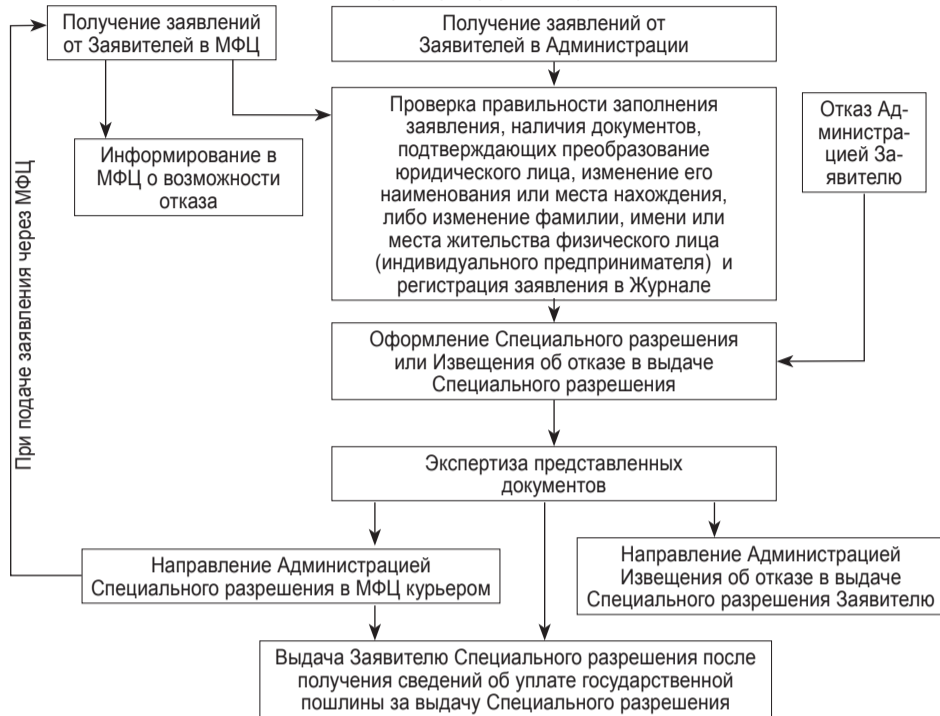 Получение заявлений
от Заявителей в МФЦ
Получение заявлений от
Заявителей в Администрации
При подаче заявления через МФЦ
Информирование в
МФЦ о возможности
отказа
Проверка правильности заполнения
заявления, наличия документов,
подтверждающих преобразование
юридического лица, изменение его
наименования или места нахождения,
либо изменение фамилии, имени или
места жительства физического лица
(индивидуального предпринимателя) и
регистрация заявления в Журнале
Отказ Ад-
министра-
цией За-
явителю
Оформление Специального разрешения
или Извещения об отказе в выдаче
Специального разрешения
Экспертиза представленных
документов
Направление Администрацией
Специального разрешения в МФЦ курьером
Направление Администрацией
Извещения об отказе в выдаче
Специального разрешения Заявителю
Выдача Заявителю Специального разрешения после
получения сведений об уплате государственной
пошлины за выдачу Специального разрешения